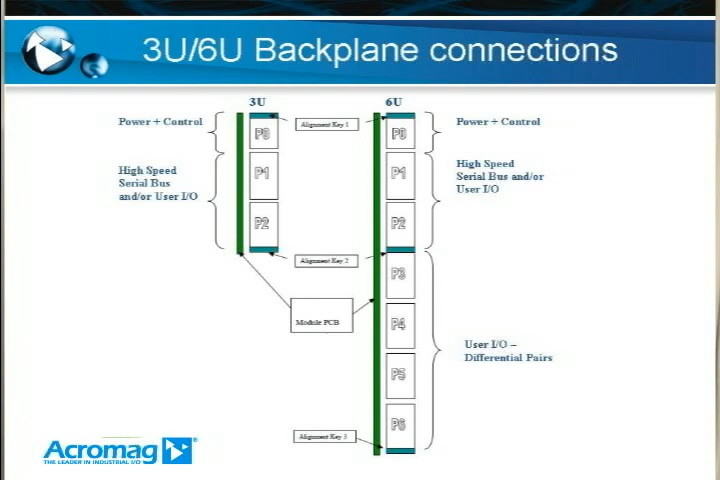 3U/6U Backplane connections
3U
6U
Power + Control
Alignment Key 1
Power + Control
P0
P0
High Speed
Serial Bus
and/or User I/O
High Speed
Serial Bus and/or
User I/O
P1
P1
P2
P2
Alignment Key 2
P3
Module PCB
P4
User I/O –
Differential Pairs
P5
P6
Alignment Key 3
Acromag®
THE LEADER IN INDUSTRIAL I/O